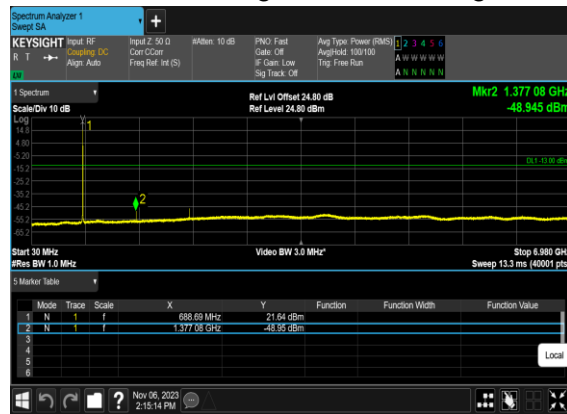 Spectrum Analyzer 1
Swept SA
+
KEYSIGHT Input: RF Input Z: 50 Ω #Atten: 10 dB PNO: Fast Avg Type: Power (RMS) 1 2 3 4 5 6
R T Coupling: DC Corr CCorr Gate: Off Avg|Hold: 100/100 A W W W W W
Align: Auto Freq Ref: Int (S) IF Gain: Low Trig: Free Run
Sig Track: Off A N N N N N
1 Spectrum
Scale/Div 10 dB Ref Lvl Offset 24.80 dB Mkr2 1.377 08 GHz
Ref Level 24.80 dBm -48.945 dBm
Log
14.8 1
4.80
-5.20
DL1 -13.00 dBm
-15.2
-25.2
-35.2
-45.2 2
-55.2
-65.2
Start 30 MHz Video BW 3.0 MHz* Stop 6.980 GHz
#Res BW 1.0 MHz Sweep 13.3 ms (40001 pts)
5 Marker Table
Mode Trace Scale X Y Function Function Width Function Value
1 N 1 f 688.69 MHz 21.64 dBm
2 N 1 f 1.377 08 GHz -48.95 dBm
3
4
5
6
Local
? Nov 06, 2023
2:15:14 PM